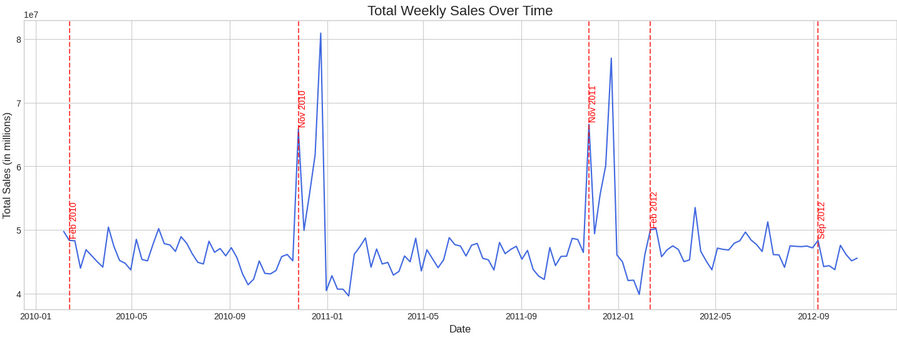 Total Weekly Sales Over Time
1e7
8
7
6
5
4
Total Sales (in millions)
Feb 2010
Nov 2010
Nov 2011
Feb 2012
Sep 2012
2010-01
2010-05
2010-09
2011-01
2011-05
2011-09
2012-01
2012-05
2012-09
Date